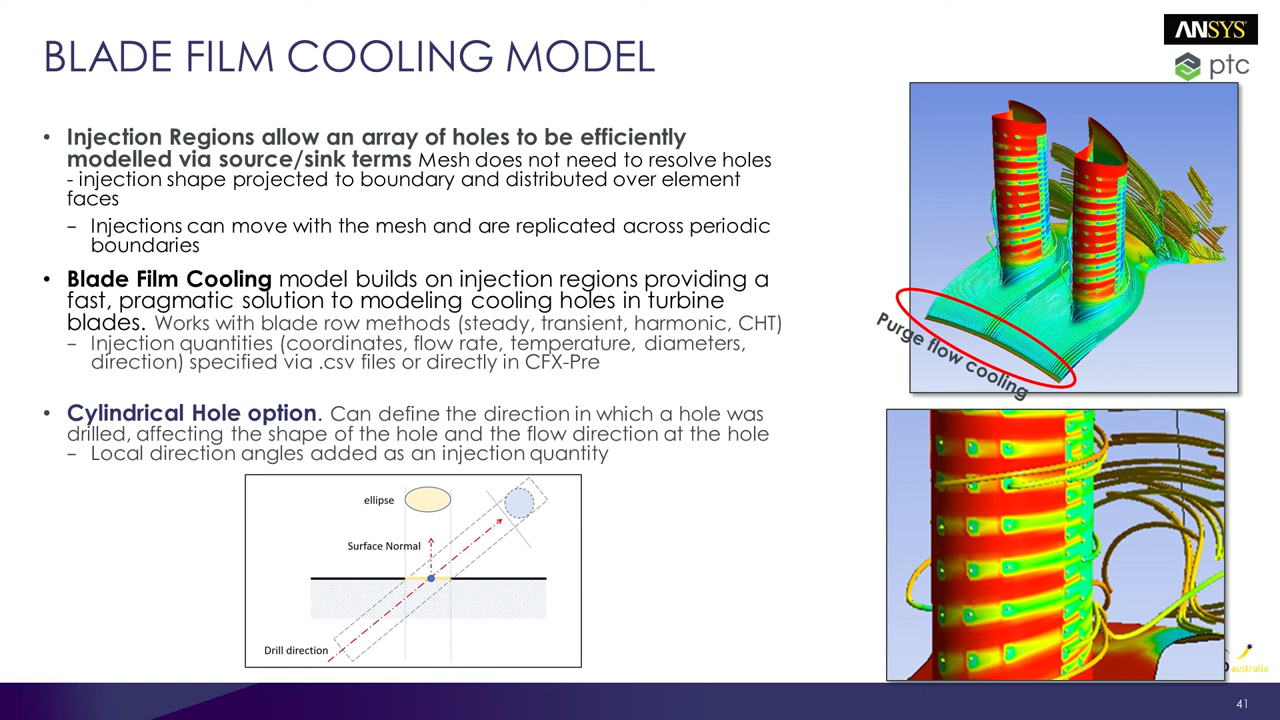 BLADE FILM COOLING MODEL
ANSYS
ptc
• Injection Regions allow an array of holes to be efficiently
modelled via source/sink terms Mesh does not need to resolve holes
- injection shape projected to boundary and distributed over element
faces
– Injections can move with the mesh and are replicated across periodic
boundaries
• Blade Film Cooling model builds on injection regions providing a
fast, pragmatic solution to modeling cooling holes in turbine
blades. Works with blade row methods (steady, transient, harmonic, CHT)
– Injection quantities (coordinates, flow rate, temperature, diameters,
direction) specified via .csv files or directly in CFX-Pre
• Cylindrical Hole option. Can define the direction in which a hole was
drilled, affecting the shape of the hole and the flow direction at the hole
– Local direction angles added as an injection quantity
Purge flow cooling
ellipse
Surface Normal
Drill direction
australia
41